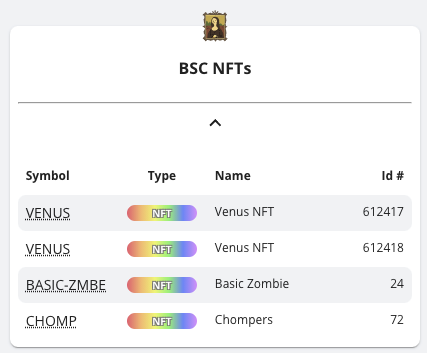 BSC NFTs
Symbol Type Name Id #
VENUS NFT Venus NFT 612417
VENUS NFT Venus NFT 612418
BASIC-ZMBE NFT Basic Zombie 24
CHOMP NFT Chompers 72